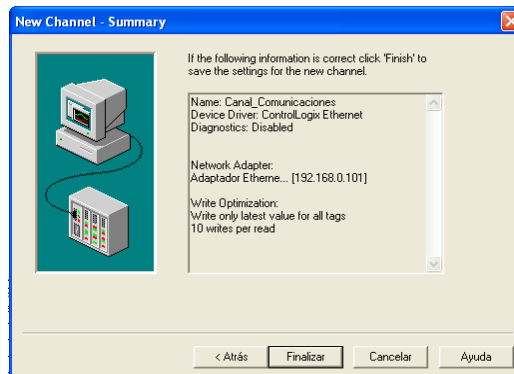 New Channel - Summary
If the following information is correct click 'Finish' to
save the settings for the new channel.
Name: Canal_Comunicaciones
Device Driver: ControlLogix Ethernet
Diagnostics: Disabled
Network Adapter:
Adaptador Etherne... [192.168.0.101]
Write Optimization:
Write only latest value for all tags
10 writes per read
< Atrás
Finalizar
Cancelar
Ayuda